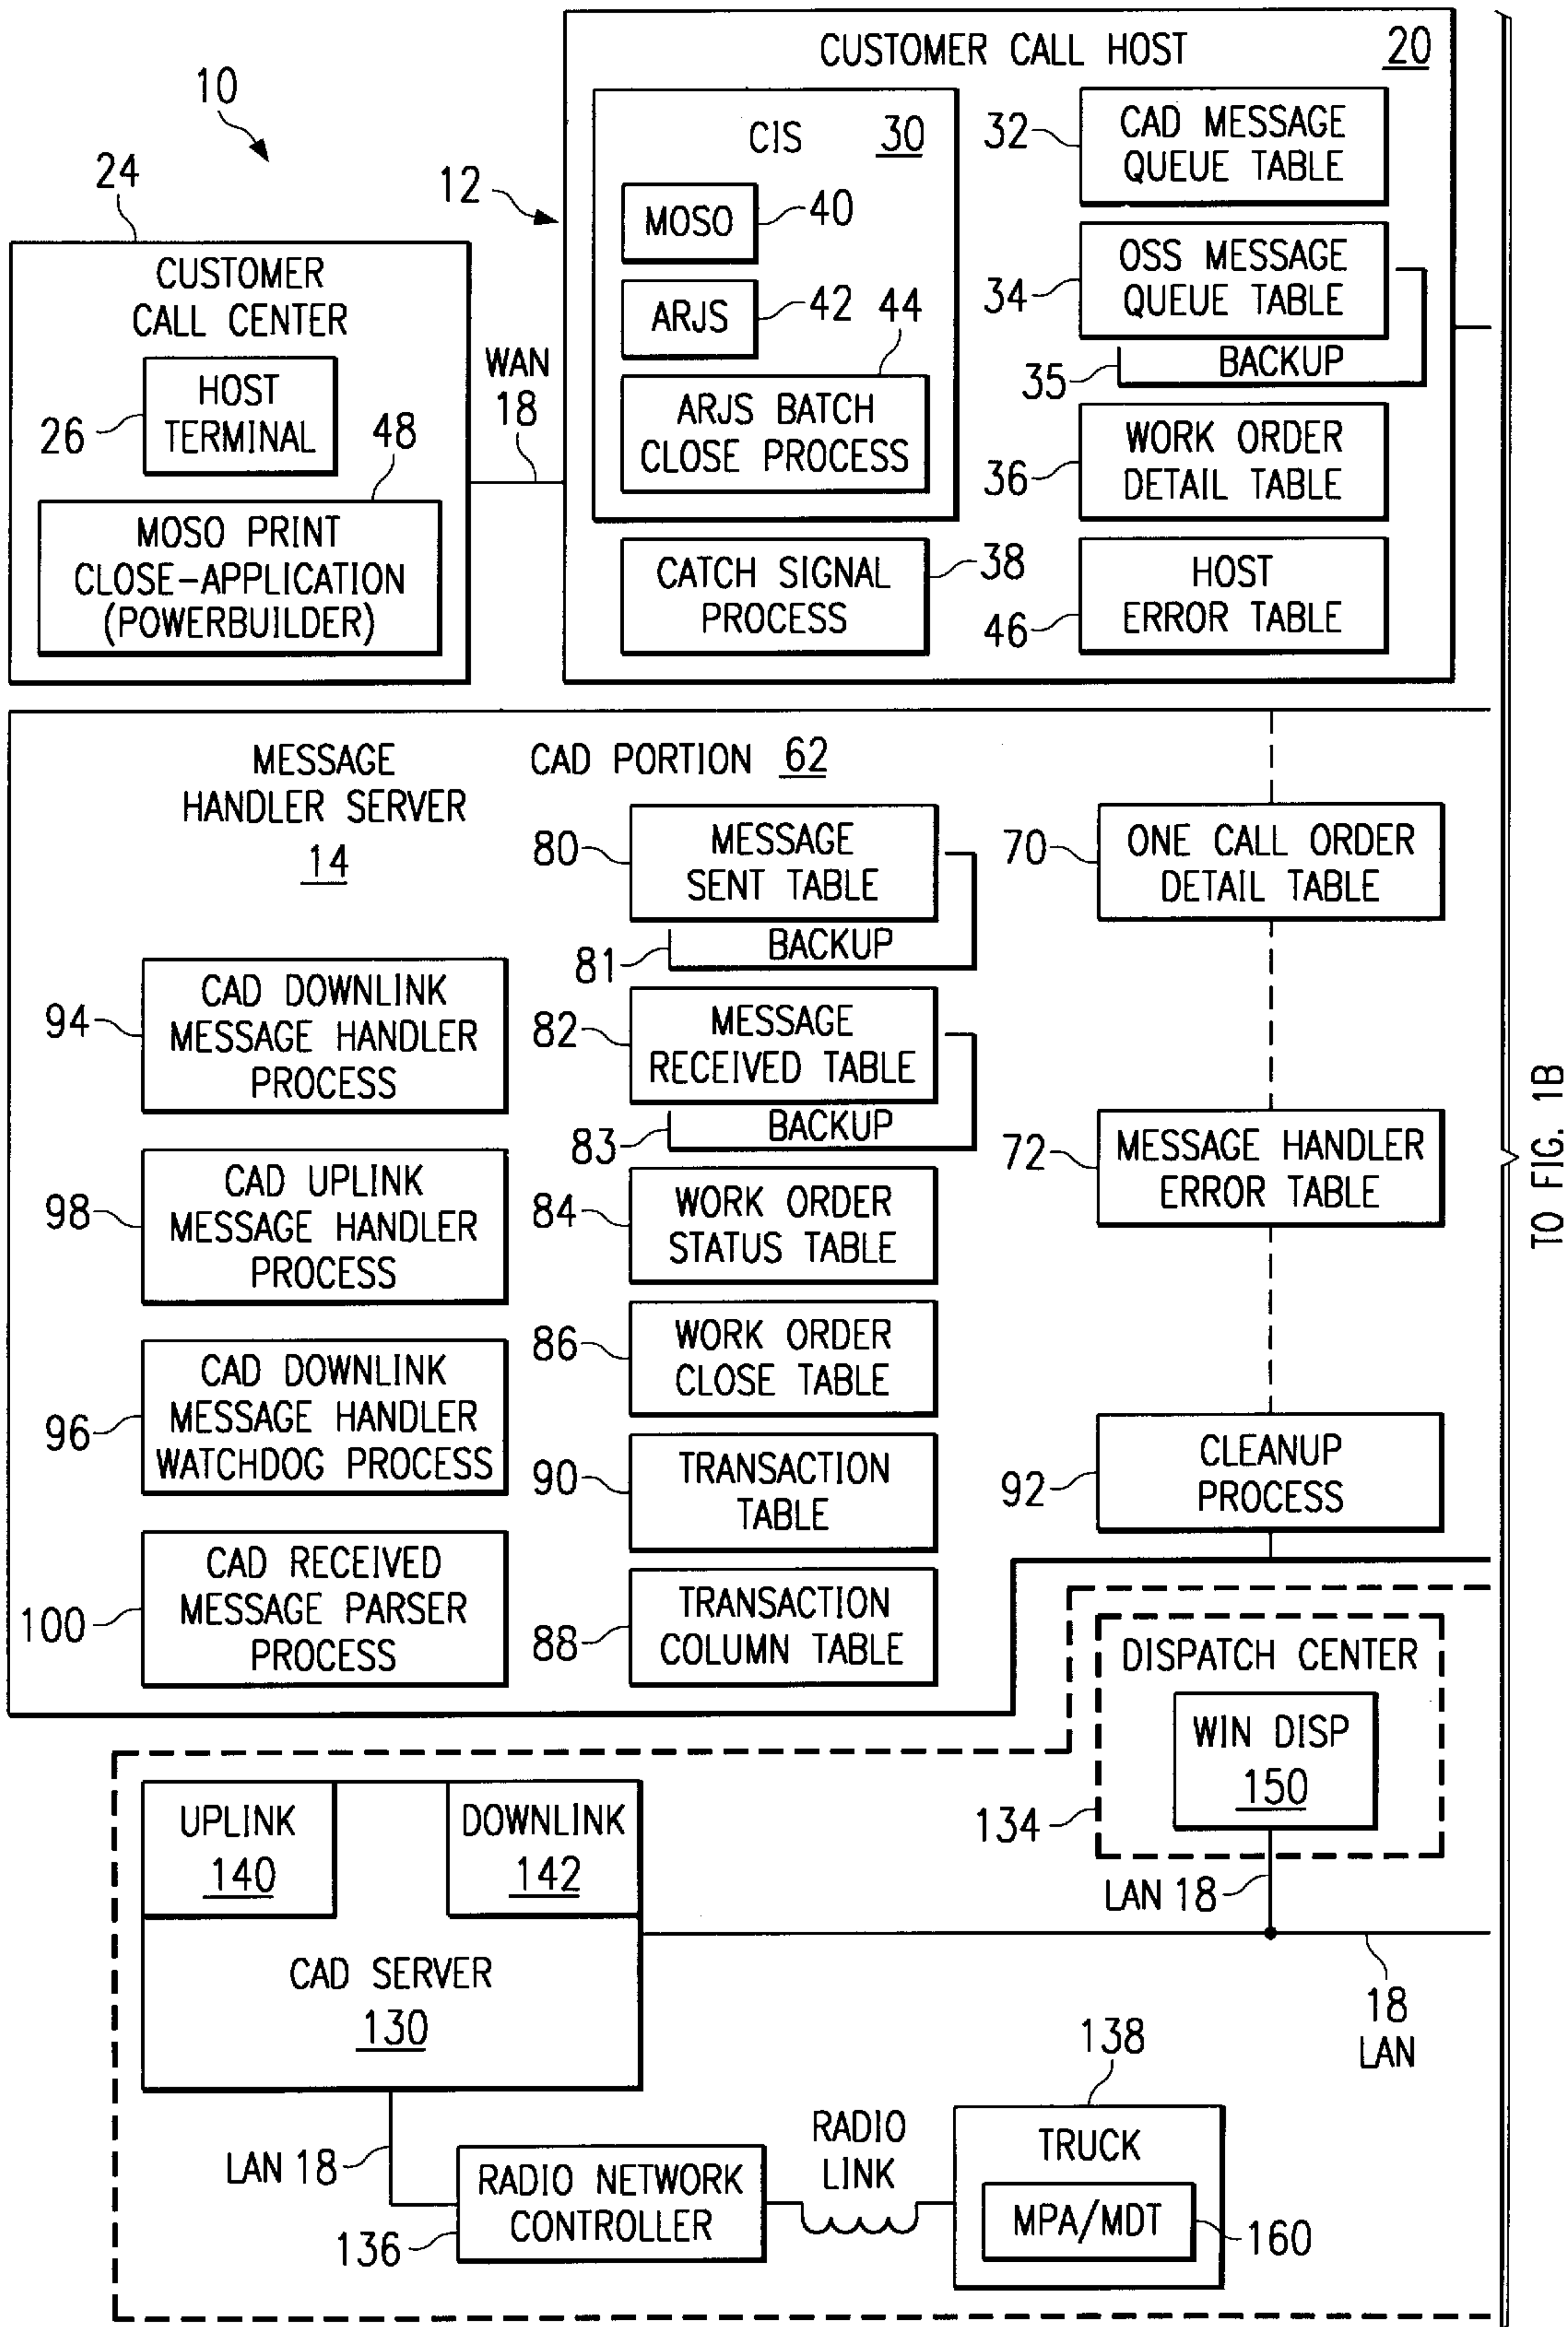 10
24
CUSTOMER
CALL CENTER
HOST
TERMINAL
26
48
MOSO PRINT
CLOSE-APPLICATION
(POWERBUILDER)
WAN
18
12
CUSTOMER CALL HOST
20
CIS
30
MOSO
40
ARJS
42
44
ARJS BATCH
CLOSE PROCESS
CATCH SIGNAL
PROCESS
38
32
CAD MESSAGE
QUEUE TABLE
34
OSS MESSAGE
QUEUE TABLE
35
BACKUP
36
WORK ORDER
DETAIL TABLE
46
HOST
ERROR TABLE
MESSAGE
HANDLER SERVER
14
CAD PORTION 62
94
CAD DOWNLINK
MESSAGE HANDLER
PROCESS
98
CAD UPLINK
MESSAGE HANDLER
PROCESS
96
CAD DOWNLINK
MESSAGE HANDLER
WATCHDOG PROCESS
100
CAD RECEIVED
MESSAGE PARSER
PROCESS
80
MESSAGE
SENT TABLE
81
BACKUP
82
MESSAGE
RECEIVED TABLE
83
BACKUP
84
WORK ORDER
STATUS TABLE
86
WORK ORDER
CLOSE TABLE
90
TRANSACTION
TABLE
88
TRANSACTION
COLUMN TABLE
70
ONE CALL ORDER
DETAIL TABLE
72
MESSAGE HANDLER
ERROR TABLE
92
CLEANUP
PROCESS
TO FIG. 1B
DISPATCH CENTER
WIN DISP
150
134
LAN 18
18
LAN
UPLINK
140
DOWNLINK
142
CAD SERVER
130
LAN 18
RADIO NETWORK
CONTROLLER
136
RADIO
LINK
138
TRUCK
MPA/MDT
160